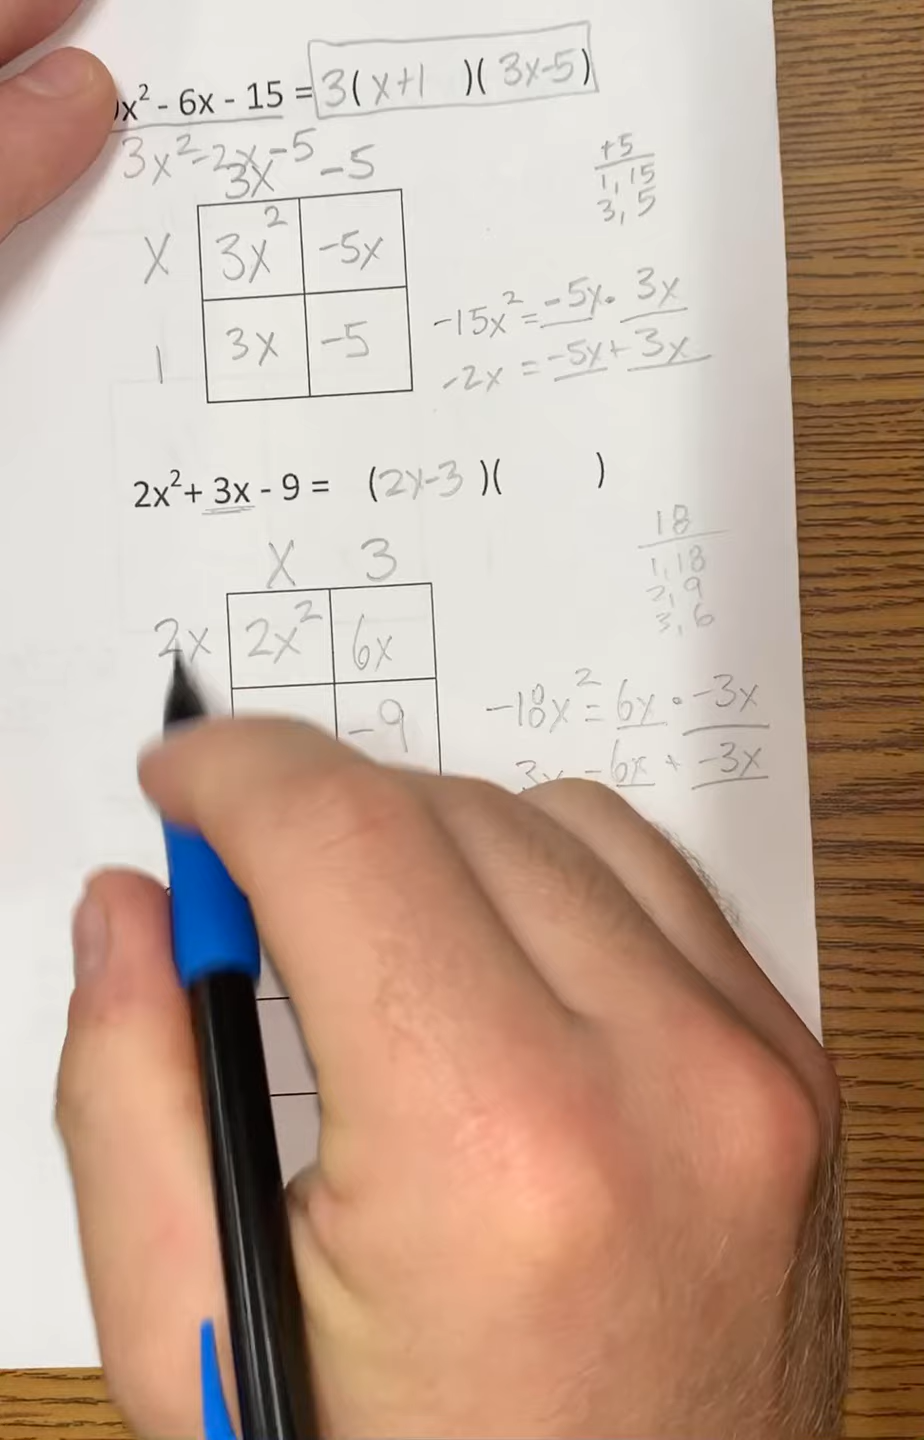 x² - 6x - 15 = 3(x+1)(3x-5)
3x²-2x-5
3x -5
x 3x² -5x
1 3x -5
+5
1, 15
3, 5
-15x² = -5x · 3x
-2x = -5x + 3x
2x² + 3x - 9 = (2x-3)( )
x 3
2x 2x² 6x
-9
18
1, 18
2, 9
3, 6
-18x² = 6x · -3x
3x = 6x + -3x